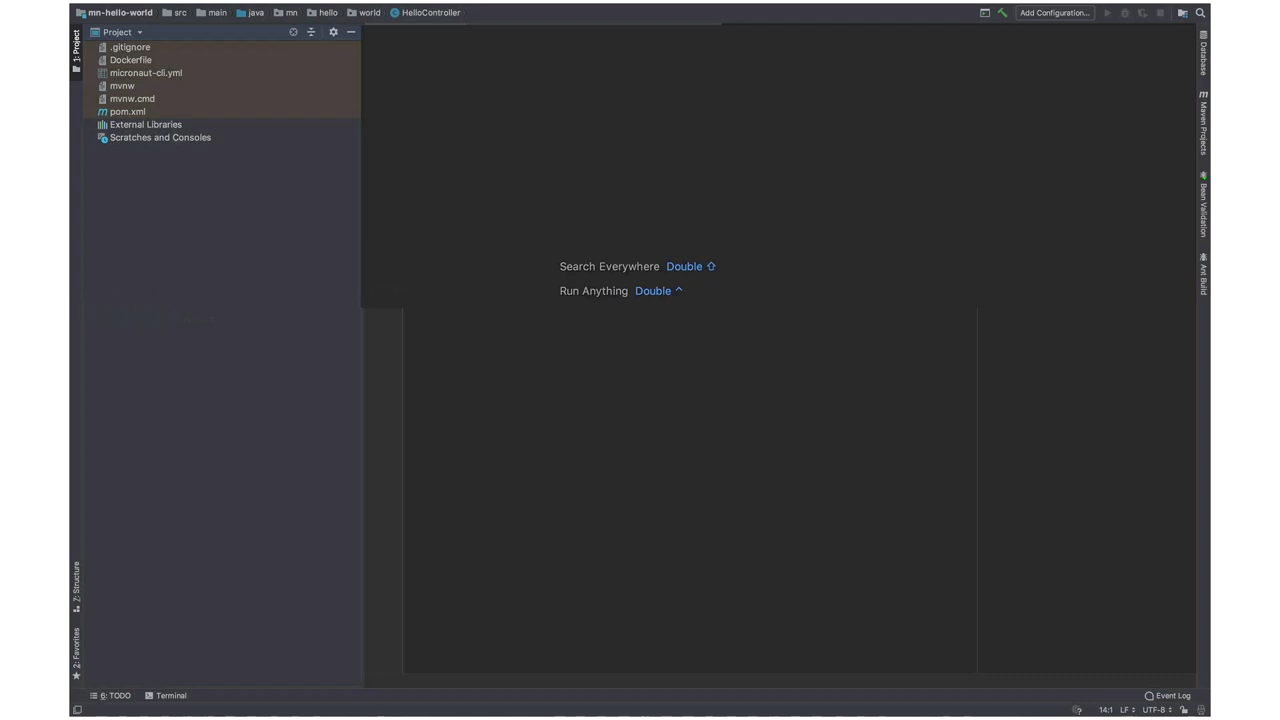 mn-hello-world src main java mn hello world HelloController Add Configuration...
1: Project
Project
.gitignore
Dockerfile
micronaut-cli.yml
mvnw
mvnw.cmd
pom.xml
External Libraries
Scratches and Consoles
Search Everywhere Double ⇧
Run Anything Double ^
Database
Maven Projects
Bean Validation
Ant Build
Z: Structure
2: Favorites
6: TODO Terminal Event Log
14:1 LF UTF-8